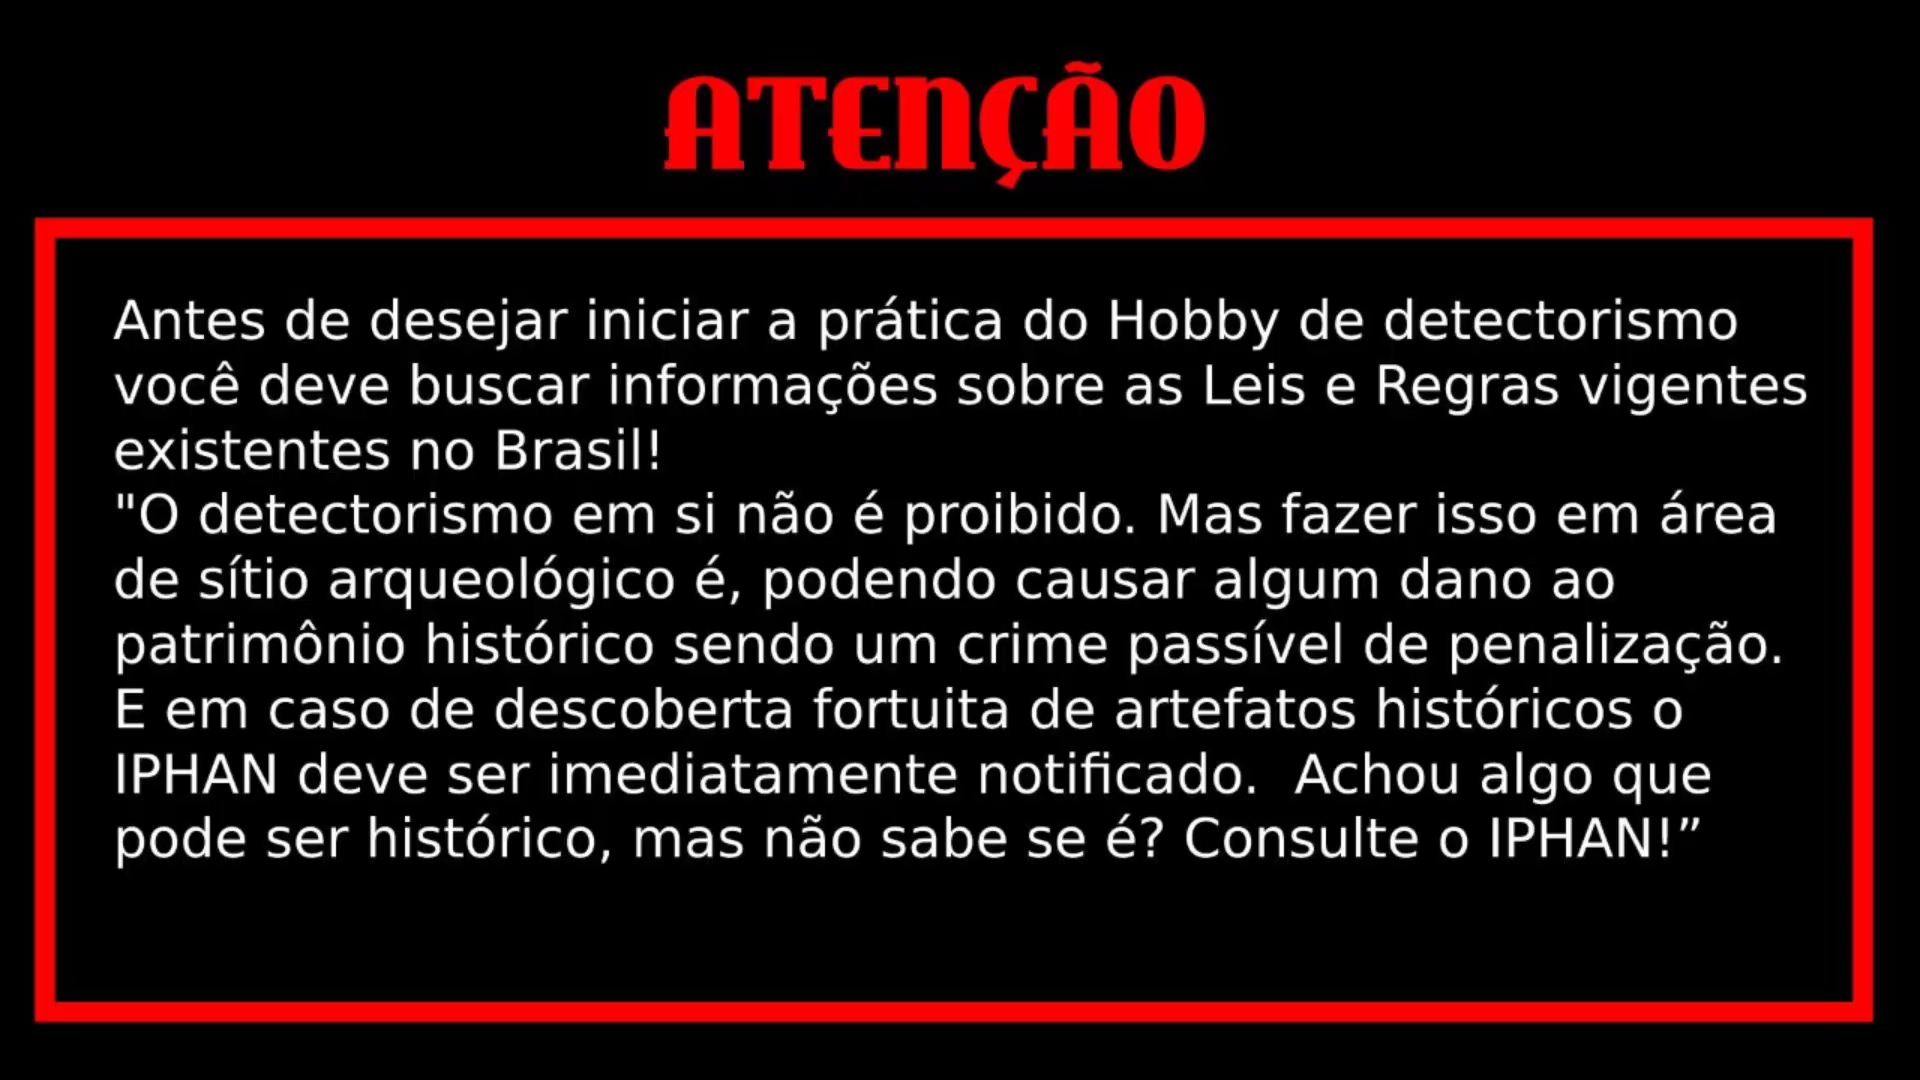 ATENÇÃO
Antes de desejar iniciar a prática do Hobby de detectorismo
você deve buscar informações sobre as Leis e Regras vigentes
existentes no Brasil!
"O detectorismo em si não é proibido. Mas fazer isso em área
de sítio arqueológico é, podendo causar algum dano ao
patrimônio histórico sendo um crime passível de penalização.
E em caso de descoberta fortuita de artefatos históricos o
IPHAN deve ser imediatamente notificado.  Achou algo que
pode ser histórico, mas não sabe se é? Consulte o IPHAN!”